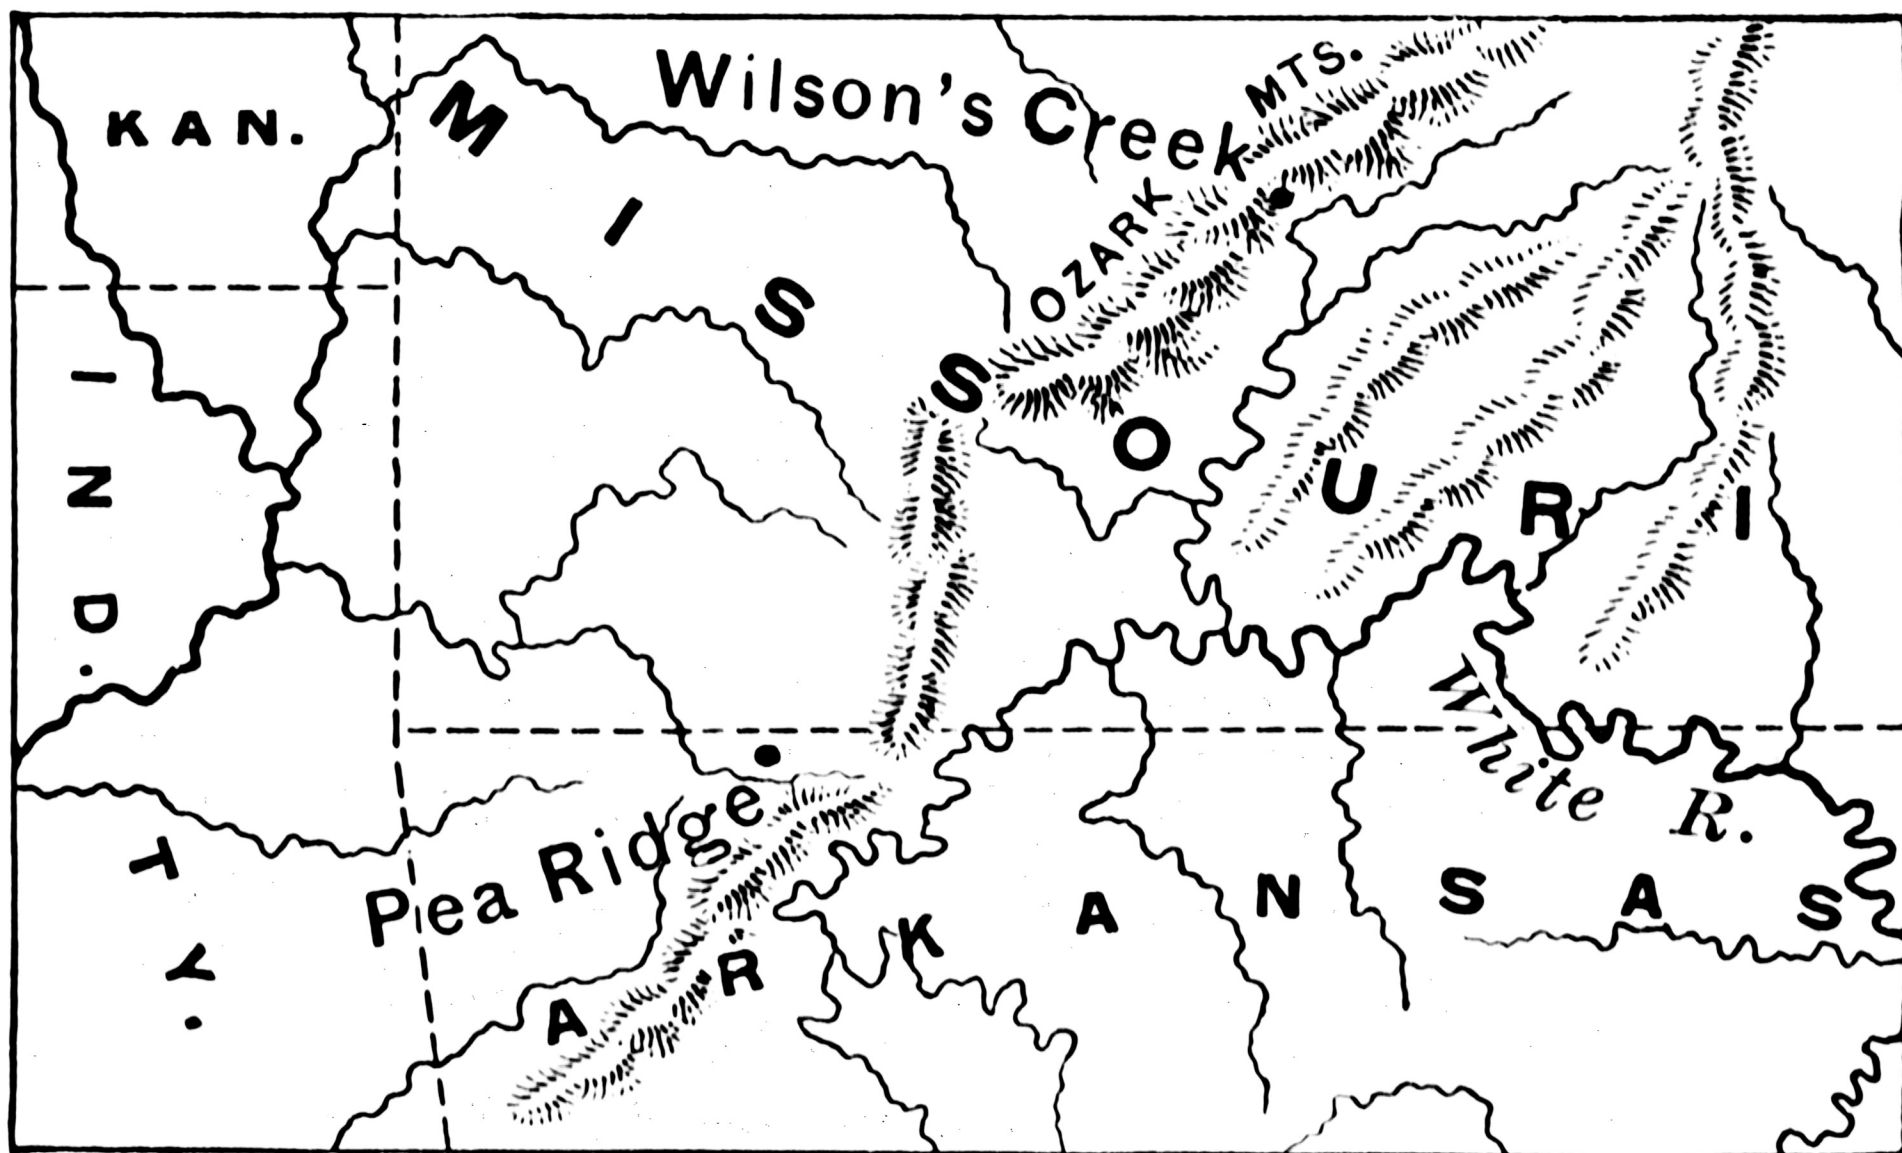 KAN.
MISSOURI
Wilson's Creek
OZARK MTS.
IND. TY.
White R.
Pea Ridge
ARKANSAS